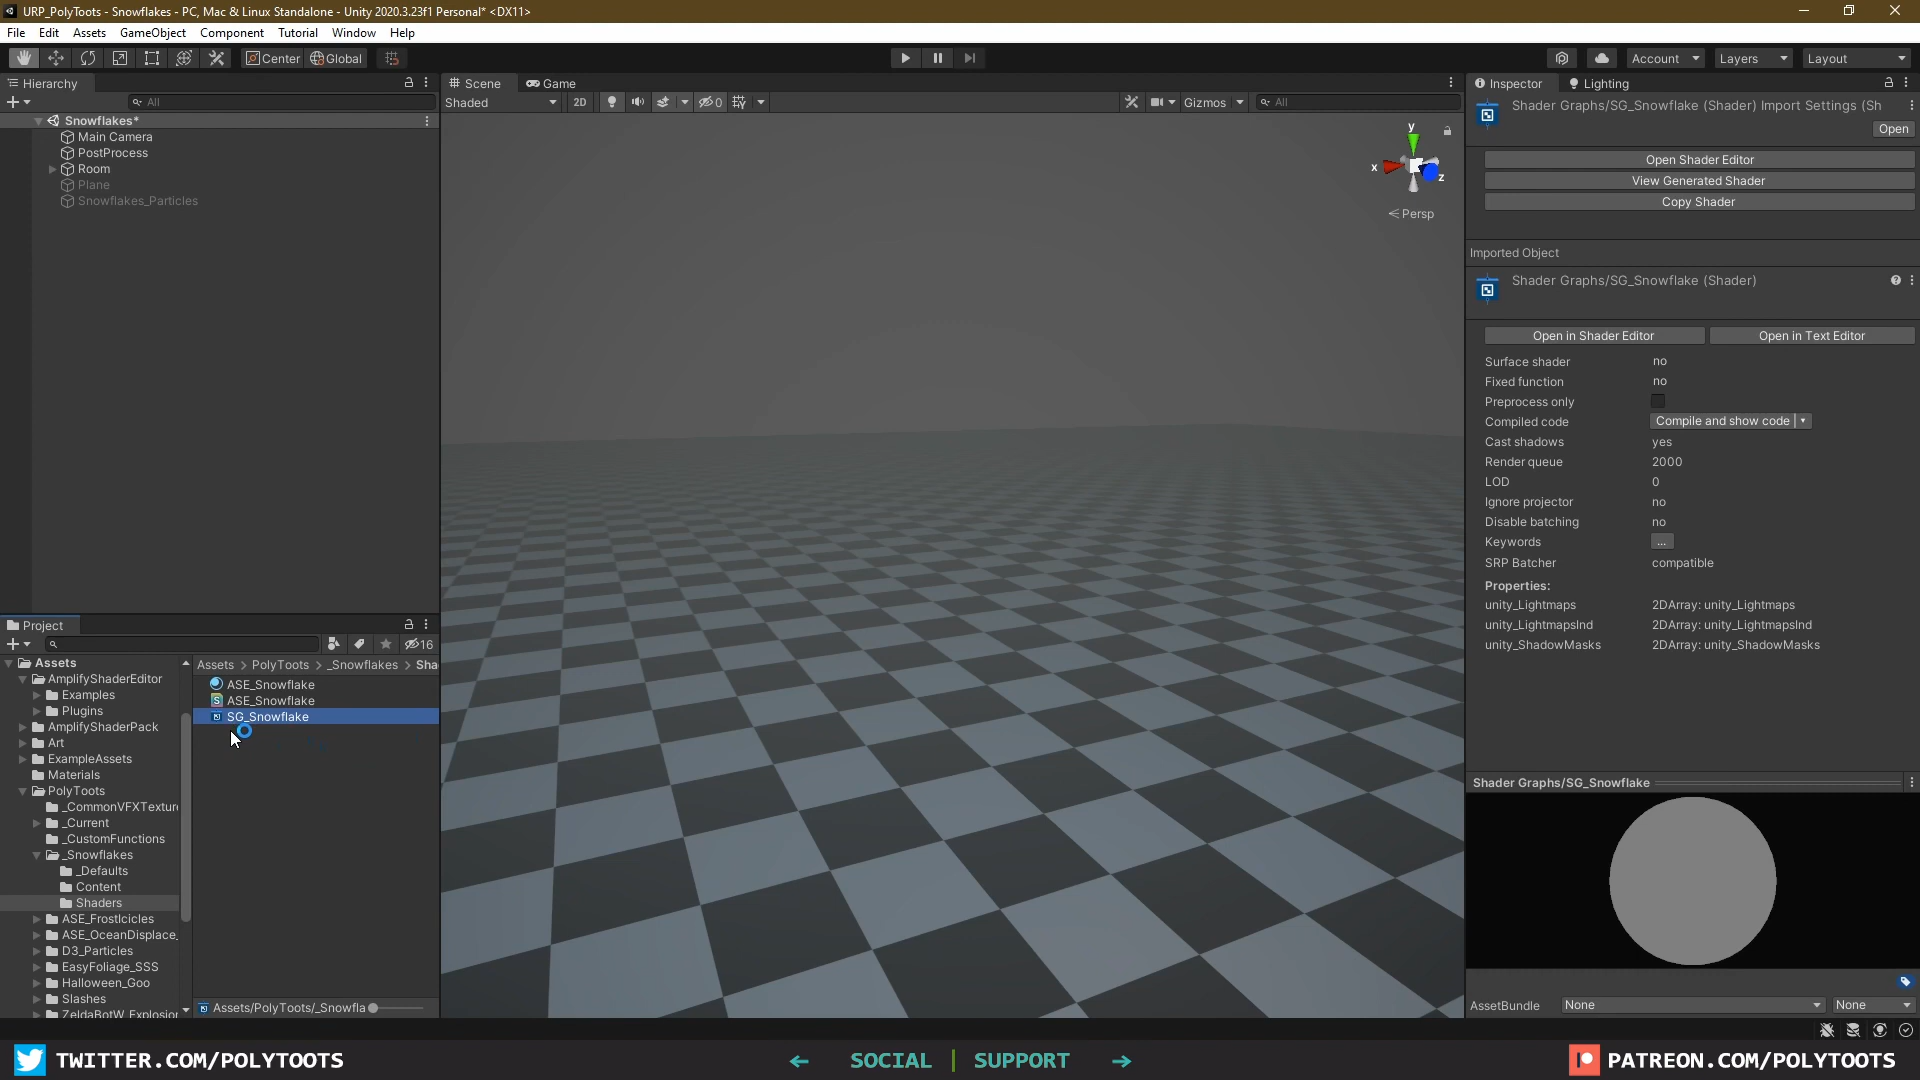 URP_PolyToots - Snowflakes - PC, Mac & Linux Standalone - Unity 2020.3.23f1 Personal* <DX11>
File Edit Assets GameObject Component Tutorial Window Help
Center Global
Account Layers Layout
Hierarchy
All
Snowflakes*
Main Camera
PostProcess
Room
Plane
Snowflakes_Particles
Scene Game
Shaded 2D 0 Gizmos All
y
x
z
Persp
Inspector Lighting
Shader Graphs/SG_Snowflake (Shader) Import Settings (Sh
Open
Open Shader Editor
View Generated Shader
Copy Shader
Imported Object
Shader Graphs/SG_Snowflake (Shader)
Open in Shader Editor Open in Text Editor
Surface shader no
Fixed function no
Preprocess only
Compiled code Compile and show code
Cast shadows yes
Render queue 2000
LOD 0
Ignore projector no
Disable batching no
Keywords ...
SRP Batcher compatible
Properties:
unity_Lightmaps 2DArray: unity_Lightmaps
unity_LightmapsInd 2DArray: unity_LightmapsInd
unity_ShadowMasks 2DArray: unity_ShadowMasks
Shader Graphs/SG_Snowflake
AssetBundle None None
Project
16
Assets
AmplifyShaderEditor
Examples
Plugins
AmplifyShaderPack
Art
ExampleAssets
Materials
PolyToots
_CommonVFXTextur
_Current
_CustomFunctions
_Snowflakes
_Defaults
Content
Shaders
ASE_FrostIcicles
ASE_OceanDisplace_
D3_Particles
EasyFoliage_SSS
Halloween_Goo
Slashes
ZeldaBotW_Explosion
Assets > PolyToots > _Snowflakes > Sha
ASE_Snowflake
ASE_Snowflake
SG_Snowflake
Assets/PolyToots/_Snowfla
TWITTER.COM/POLYTOOTS
← SOCIAL | SUPPORT →
PATREON.COM/POLYTOOTS